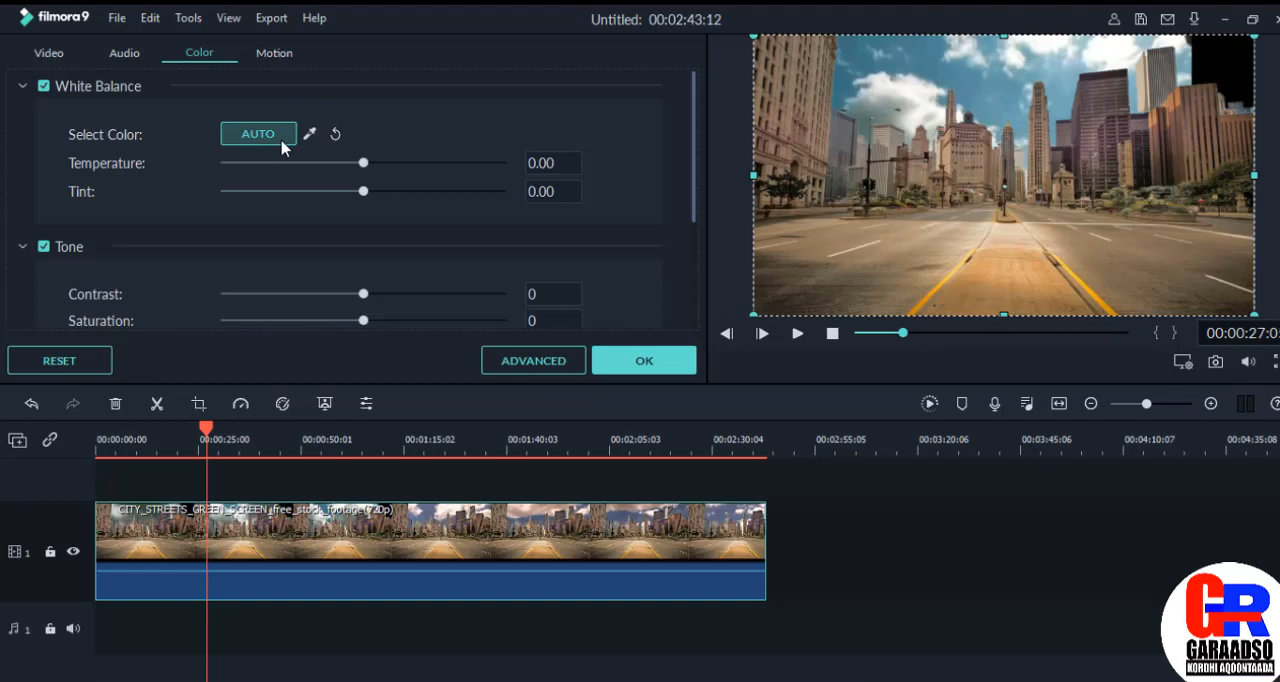 filmora9 File Edit Tools View Export Help Untitled: 00:02:43:12
Video Audio Color Motion
White Balance
Select Color: AUTO
Temperature: 0.00
Tint: 0.00
Tone
Contrast: 0
Saturation: 0
RESET ADVANCED OK
{ } 00:00:27:0
00:00:00:00 00:00:25:00 00:00:50:01 00:01:15:02 00:01:40:03 00:02:05:03 00:02:30:04 00:02:55:05 00:03:20:06 00:03:45:06 00:04:10:07 00:04:35:08
CITY_STREETS_GREEN_SCREEN_free_stock_footage(720p)
1
1
GR
GARAADSO
KORDHI AQOONTAADA